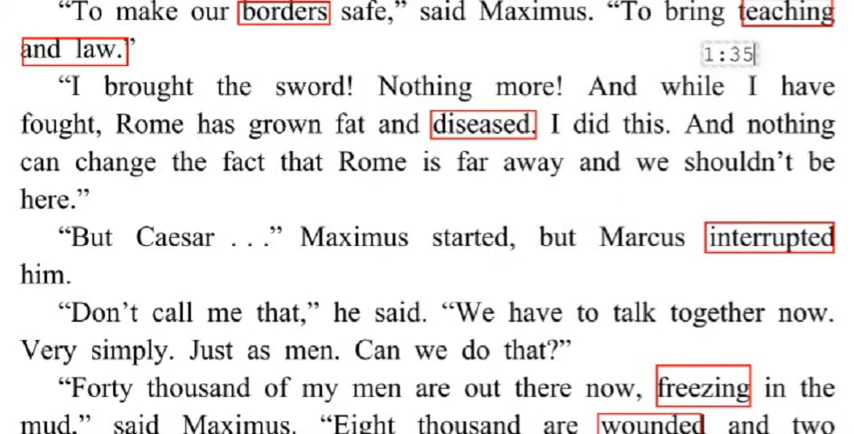 “To make our borders safe,” said Maximus. “To bring teaching
and law.”
1:35
“I brought the sword! Nothing more! And while I have
fought, Rome has grown fat and diseased. I did this. And nothing
can change the fact that Rome is far away and we shouldn’t be
here.”
“But Caesar . . .” Maximus started, but Marcus interrupted
him.
“Don’t call me that,” he said. “We have to talk together now.
Very simply. Just as men. Can we do that?”
“Forty thousand of my men are out there now, freezing in the
mud,” said Maximus. “Eight thousand are wounded and two